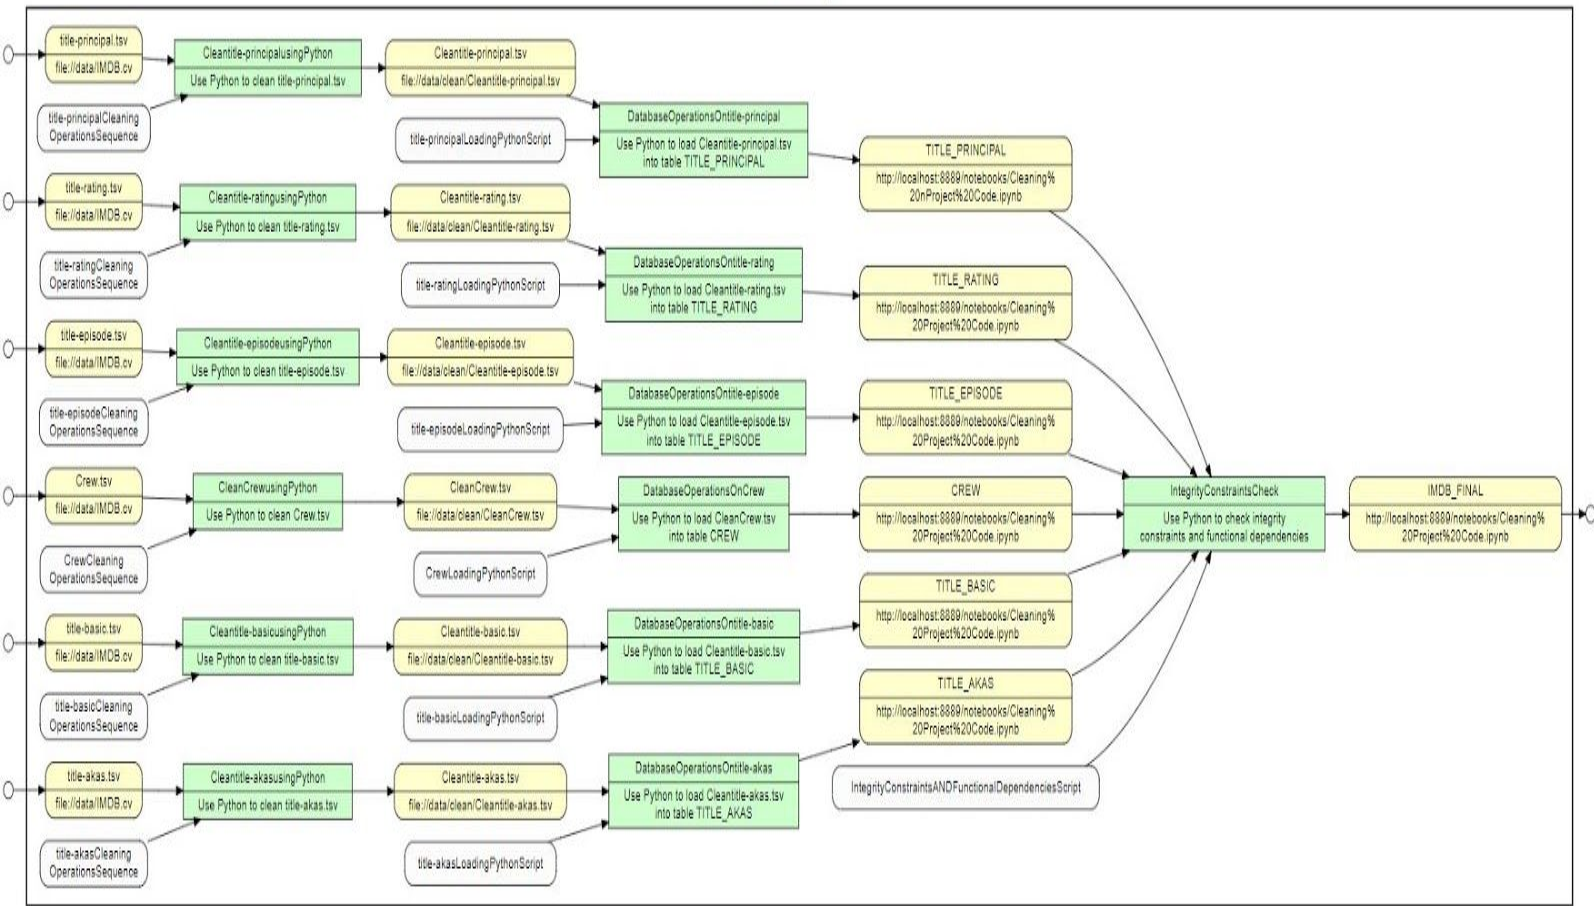 title-principal.tsv
file://data/IMDB.cv
title-principalCleaning
OperationsSequence
Cleantitle-principalusingPython
Use Python to clean title-principal.tsv
Cleantitle-principal.tsv
file://data/clean/Cleantitle-principal.tsv
title-principalLoadingPythonScript
DatabaseOperationsOntitle-principal
Use Python to load Cleantitle-principal.tsv
into table TITLE_PRINCIPAL
TITLE_PRINCIPAL
http://localhost:8889/notebooks/Cleaning%
20nProject%20Code.ipynb
title-rating.tsv
file://data/IMDB.cv
title-ratingCleaning
OperationsSequence
Cleantitle-ratingusingPython
Use Python to clean title-rating.tsv
Cleantitle-rating.tsv
file://data/clean/Cleantitle-rating.tsv
title-ratingLoadingPythonScript
DatabaseOperationsOntitle-rating
Use Python to load Cleantitle-rating.tsv
into table TITLE_RATING
TITLE_RATING
http://localhost:8889/notebooks/Cleaning%
20Project%20Code.ipynb
title-episode.tsv
file://data/IMDB.cv
title-episodeCleaning
OperationsSequence
Cleantitle-episodeusingPython
Use Python to clean title-episode.tsv
Cleantitle-episode.tsv
file://data/clean/Cleantitle-episode.tsv
title-episodeLoadingPythonScript
DatabaseOperationsOntitle-episode
Use Python to load Cleantitle-episode.tsv
into table TITLE_EPISODE
TITLE_EPISODE
http://localhost:8889/notebooks/Cleaning%
20Project%20Code.ipynb
Crew.tsv
file://data/IMDB.cv
CrewCleaning
OperationsSequence
CleanCrewusingPython
Use Python to clean Crew.tsv
CleanCrew.tsv
file://data/clean/CleanCrew.tsv
CrewLoadingPythonScript
DatabaseOperationsOnCrew
Use Python to load CleanCrew.tsv
into table CREW
CREW
http://localhost:8889/notebooks/Cleaning%
20Project%20Code.ipynb
IntegrityConstraintsCheck
Use Python to check integrity
constraints and functional dependencies
IMDB_FINAL
http://localhost:8889/notebooks/Cleaning%
20Project%20Code.ipynb
title-basic.tsv
file://data/IMDB.cv
title-basicCleaning
OperationsSequence
Cleantitle-basicusingPython
Use Python to clean title-basic.tsv
Cleantitle-basic.tsv
file://data/clean/Cleantitle-basic.tsv
title-basicLoadingPythonScript
DatabaseOperationsOntitle-basic
Use Python to load Cleantitle-basic.tsv
into table TITLE_BASIC
TITLE_BASIC
http://localhost:8889/notebooks/Cleaning%
20Project%20Code.ipynb
title-akas.tsv
file://data/IMDB.cv
title-akasCleaning
OperationsSequence
Cleantitle-akasusingPython
Use Python to clean title-akas.tsv
Cleantitle-akas.tsv
file://data/clean/Cleantitle-akas.tsv
title-akasLoadingPythonScript
DatabaseOperationsOntitle-akas
Use Python to load Cleantitle-akas.tsv
into table TITLE_AKAS
TITLE_AKAS
http://localhost:8889/notebooks/Cleaning%
20Project%20Code.ipynb
IntegrityConstraintsANDFunctionalDependenciesScript